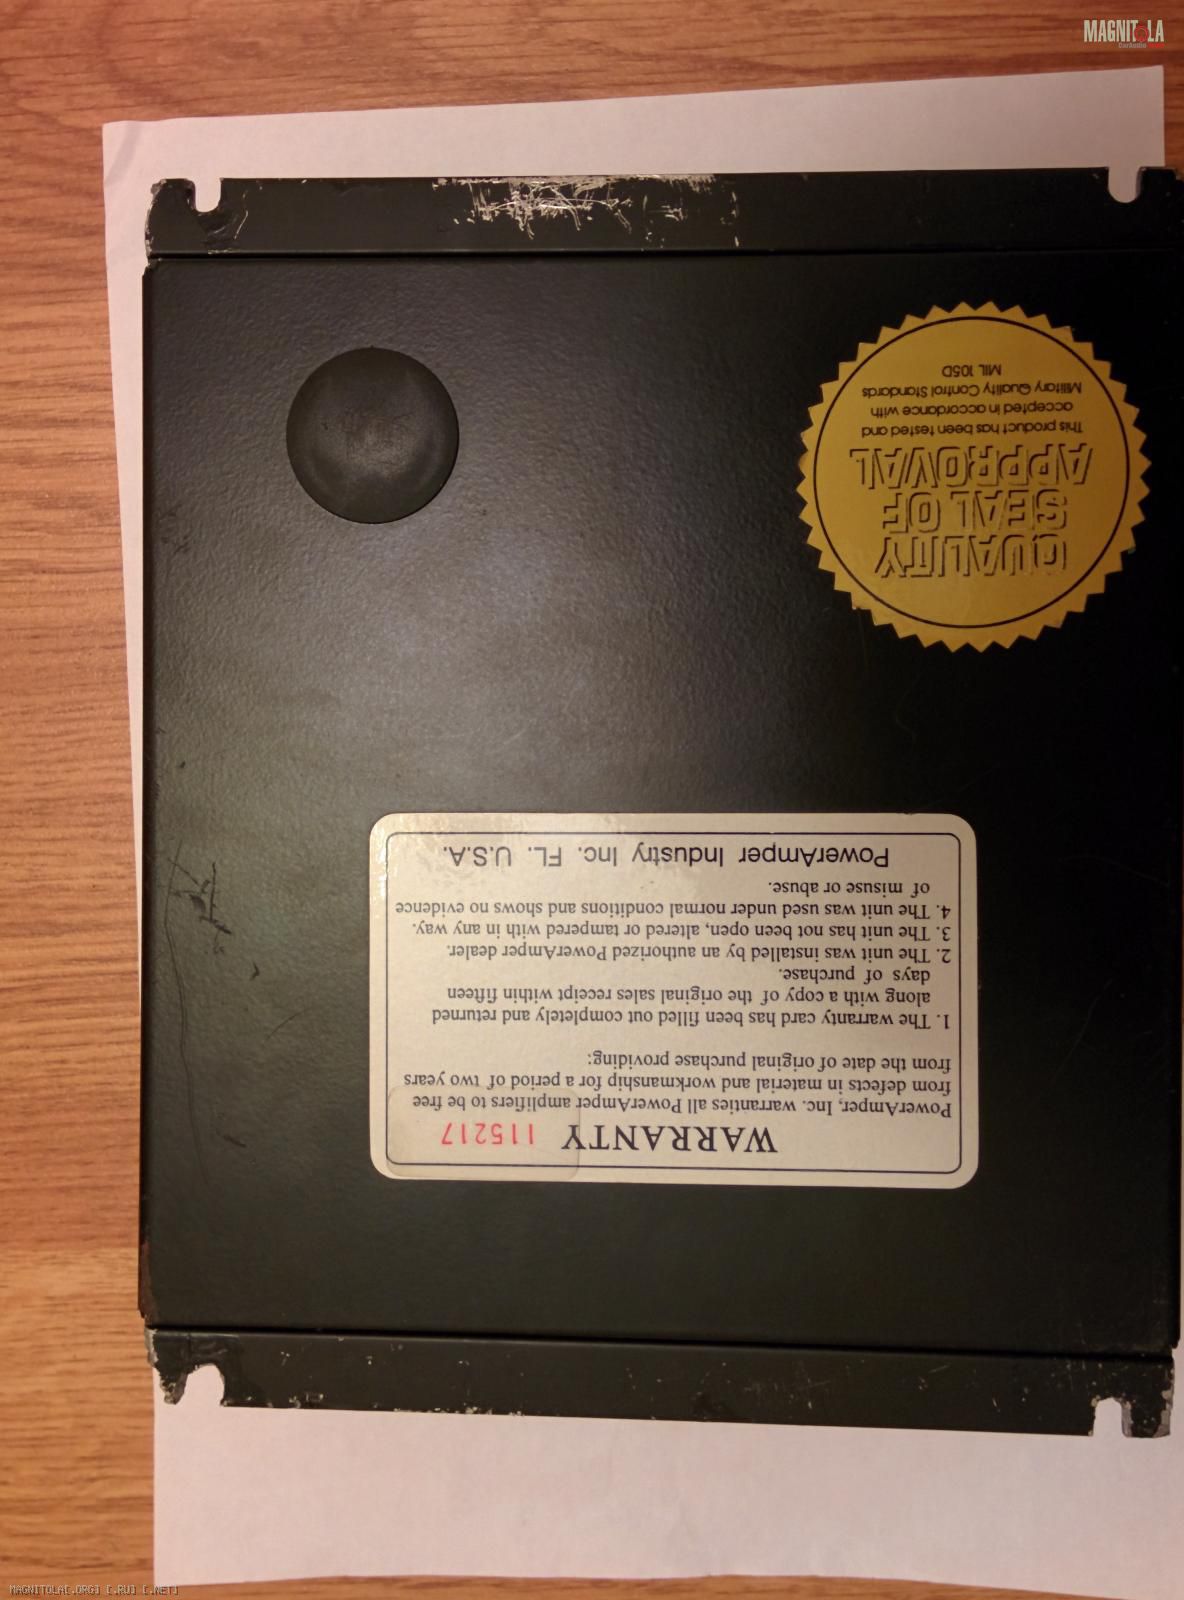 MAGNITOLA
CarAudio
WARRANTY 115217
PowerAmper, Inc. warranties all PowerAmper amplifiers to be free
from defects in material and workmanship for a period of two years
from the date of original purchase providing:
1. The warranty card has been filled out completely and returned
along with a copy of the original sales receipt within fifteen
days of purchase.
2. The unit was installed by an authorized PowerAmper dealer.
3. The unit has not been open, altered or tampered with in any way.
4. The unit was used under normal conditions and shows no evidence
of misuse or abuse.
PowerAmper Industry Inc. FL. U.S.A.
QUALITY
SEAL OF
APPROVAL
This product has been tested and
accepted in accordance with
Military Quality Control Standards
MIL 105D
MAGNITOLA[.ORG] [.RU] [.NET]